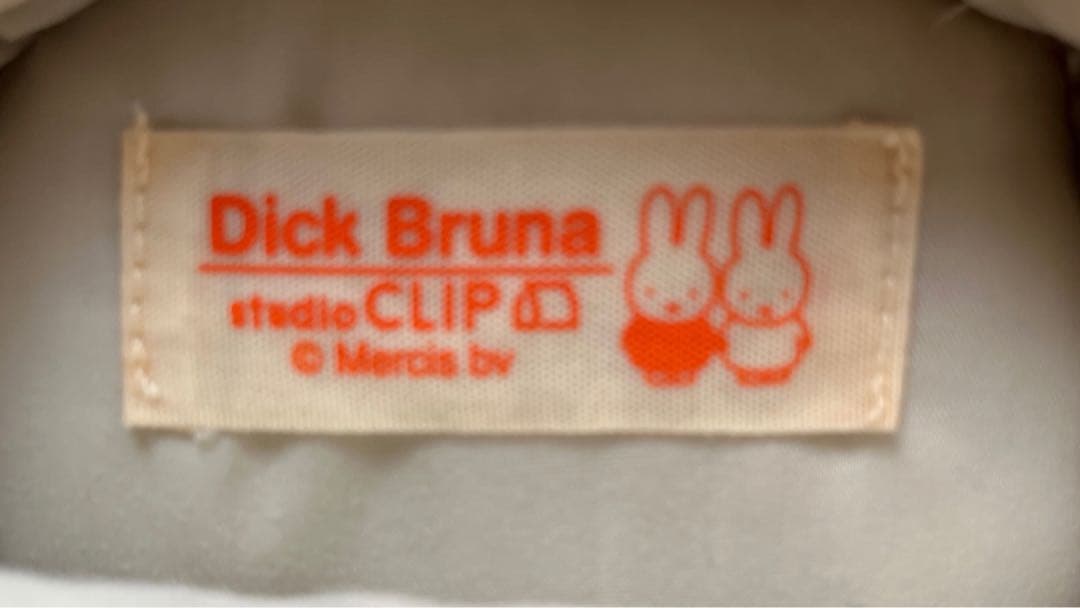 Dick Bruna
studio CLIP
© Mercis bv